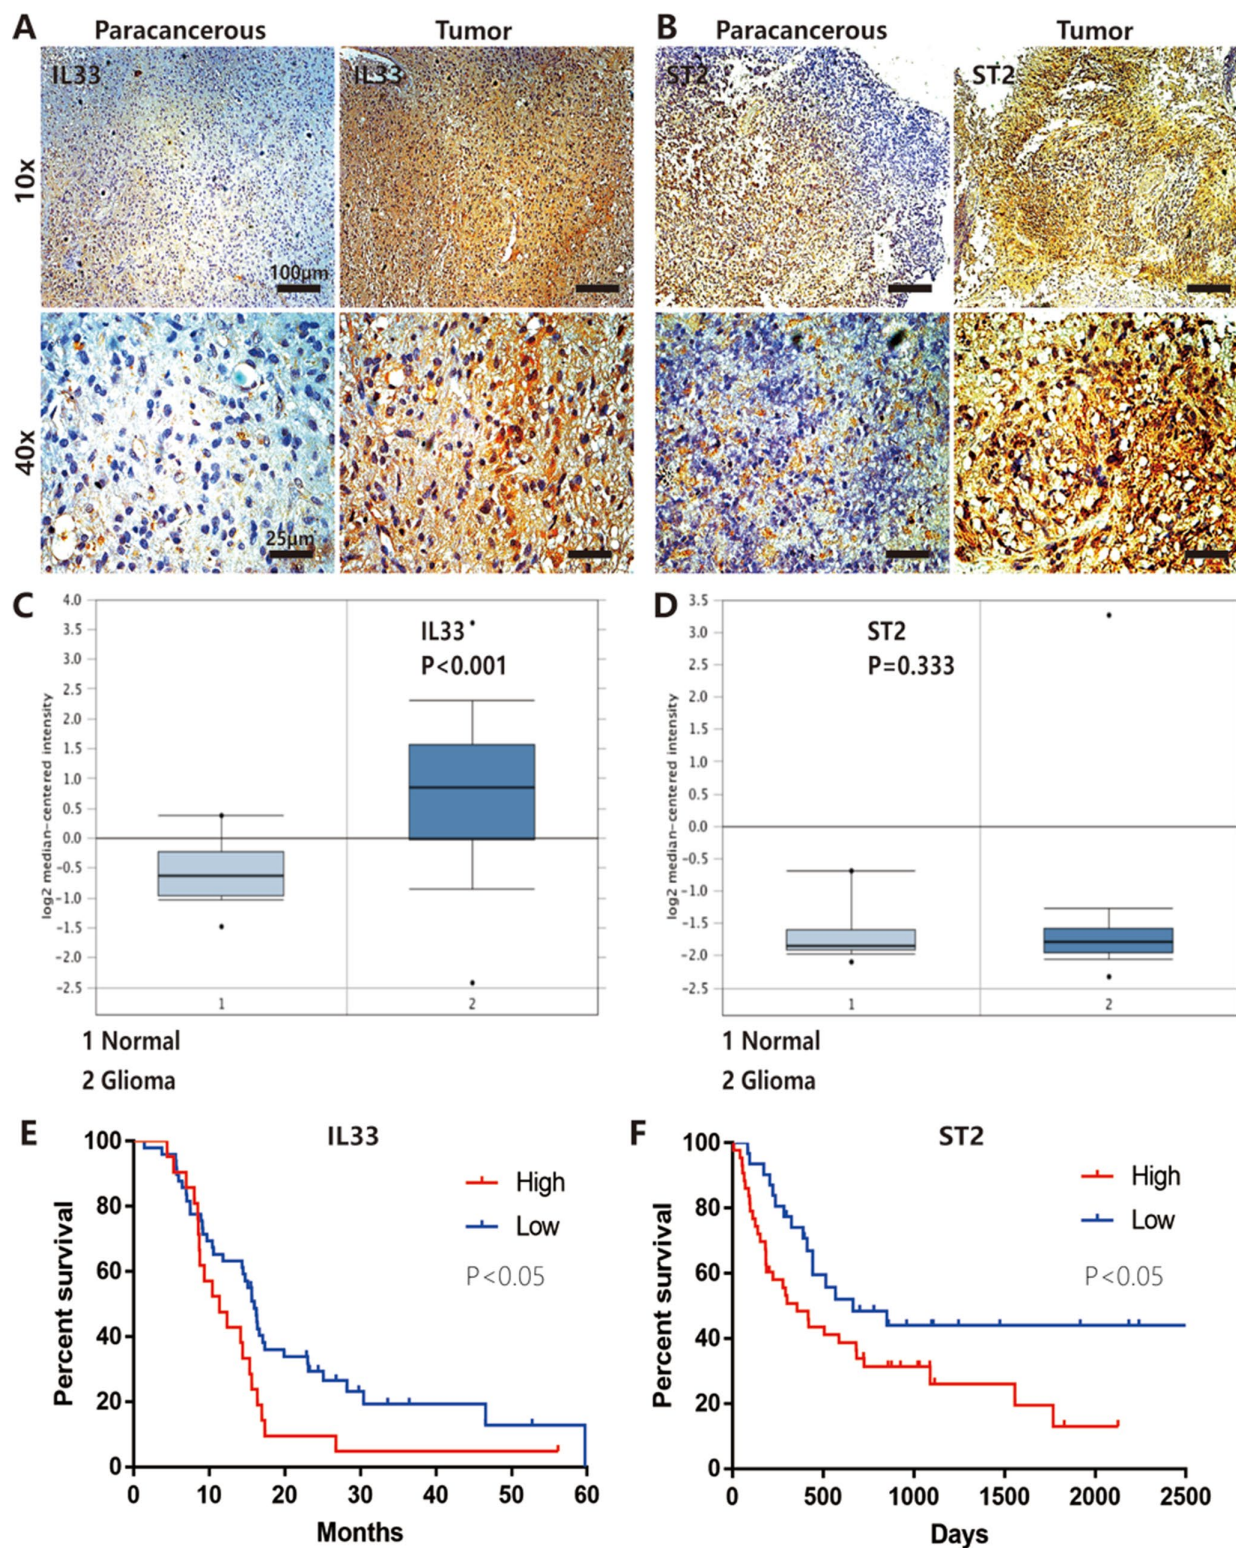 A
Paracancerous
Tumor
B
Paracancerous
Tumor
10x
IL33
IL33
ST2
ST2
100μm
40x
25μm
C
4.0
3.5
3.0
2.5
2.0
1.5
1.0
0.5
0.0
-0.5
-1.0
-1.5
-2.0
-2.5
log2 median-centered intensity
IL33
P<0.001
1
2
1 Normal
2 Glioma
D
3.5
3.0
2.5
2.0
1.5
1.0
0.5
0.0
-0.5
-1.0
-1.5
-2.0
-2.5
log2 median-centered intensity
ST2
P=0.333
1
2
1 Normal
2 Glioma
E
IL33
100
80
60
40
20
0
Percent survival
High
Low
P<0.05
0 10 20 30 40 50 60
Months
F
ST2
100
80
60
40
20
0
Percent survival
High
Low
P<0.05
0 500 1000 1500 2000 2500
Days